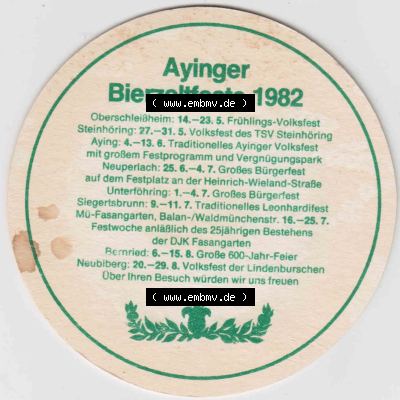 Ayinger
Bierzeltfeste 1982
( www.embmv.de )
Oberschleißheim: 14.–23. 5. Frühlings-Volksfest
Steinhöring: 27.–31. 5. Volksfest des TSV Steinhöring
Aying: 4.–13. 6. Traditionelles Ayinger Volksfest
mit großem Festprogramm und Vergnügungspark
Neuperlach: 25. 6.–4. 7. Großes Bürgerfest
auf dem Festplatz an der Heinrich-Wieland-Straße
Unterföhring: 1.–4. 7. Großes Bürgerfest
Siegertsbrunn: 9.–11. 7. Traditionelles Leonhardifest
Mü-Fasangarten, Balan-/Waldmünchenstr. 16.–25. 7.
Festwoche anläßlich des 25jährigen Bestehens
der DJK Fasangarten
( www.embmv.de )
Bernried: 6.–15. 8. Große 600-Jahr-Feier
Neubiberg: 20.–29. 8. Volksfest der Lindenburschen
Über Ihren Besuch würden wir uns freuen
( www.embmv.de )